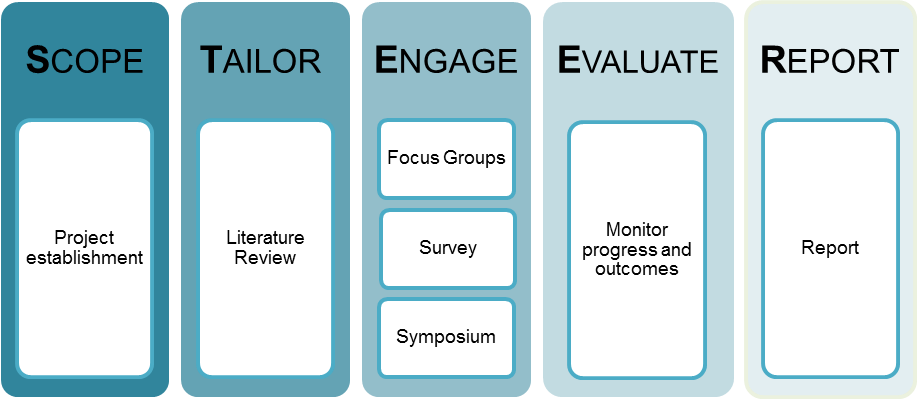 SCOPE
Project
establishment
TAILOR
Literature
Review
ENGAGE
Focus Groups
Survey
Symposium
EVALUATE
Monitor
progress and
outcomes
REPORT
Report